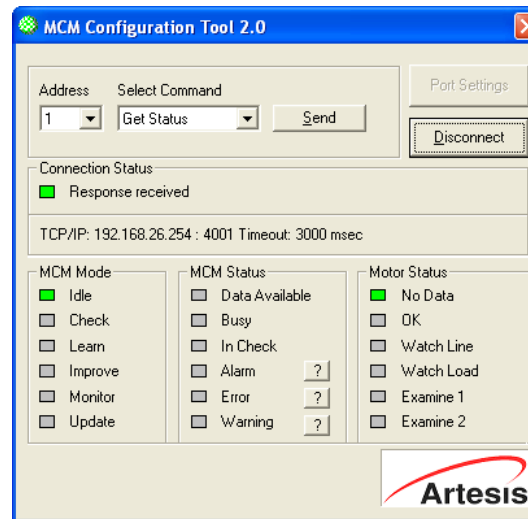 MCM Configuration Tool 2.0
Address Select Command Port Settings
1 Get Status Send
Disconnect
Connection Status
Response received
TCP/IP: 192.168.26.254 : 4001 Timeout: 3000 msec
MCM Mode MCM Status Motor Status
Idle Data Available No Data
Check Busy OK
Learn In Check Watch Line
Improve Alarm ? Watch Load
Monitor Error ? Examine 1
Update Warning ? Examine 2
Artesis